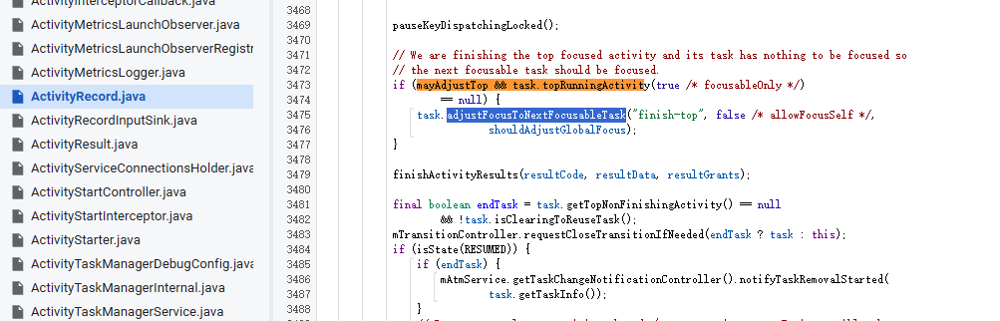 ActivityInterceptorCallback.java
ActivityMetricsLaunchObserver.java
ActivityMetricsLaunchObserverRegistr
ActivityMetricsLogger.java
ActivityRecord.java
ActivityRecordInputSink.java
ActivityResult.java
ActivityServiceConnectionsHolder.java
ActivityStartController.java
ActivityStartInterceptor.java
ActivityStarter.java
ActivityTaskManagerDebugConfig.java
ActivityTaskManagerInternal.java
ActivityTaskManagerService.java
3468
3469 pauseKeyDispatchingLocked();
3470
3471 // We are finishing the top focused activity and its task has nothing to be focused so
3472 // the next focusable task should be focused.
3473 if (mayAdjustTop && task.topRunningActivity(true /* focusableOnly */)
3474 == null) {
3475 task.adjustFocusToNextFocusableTask("finish-top", false /* allowFocusSelf */,
3476 shouldAdjustGlobalFocus);
3477 }
3478
3479 finishActivityResults(resultCode, resultData, resultGrants);
3480
3481 final boolean endTask = task.getTopNonFinishingActivity() == null
3482 && !task.isClearingToReuseTask();
3483 mTransitionController.requestCloseTransitionIfNeeded(endTask ? task : this);
3484 if (isState(RESUMED)) {
3485 if (endTask) {
3486 mAtmService.getTaskChangeNotificationController().notifyTaskRemovalStarted(
3487 task.getTaskInfo());
3488 }